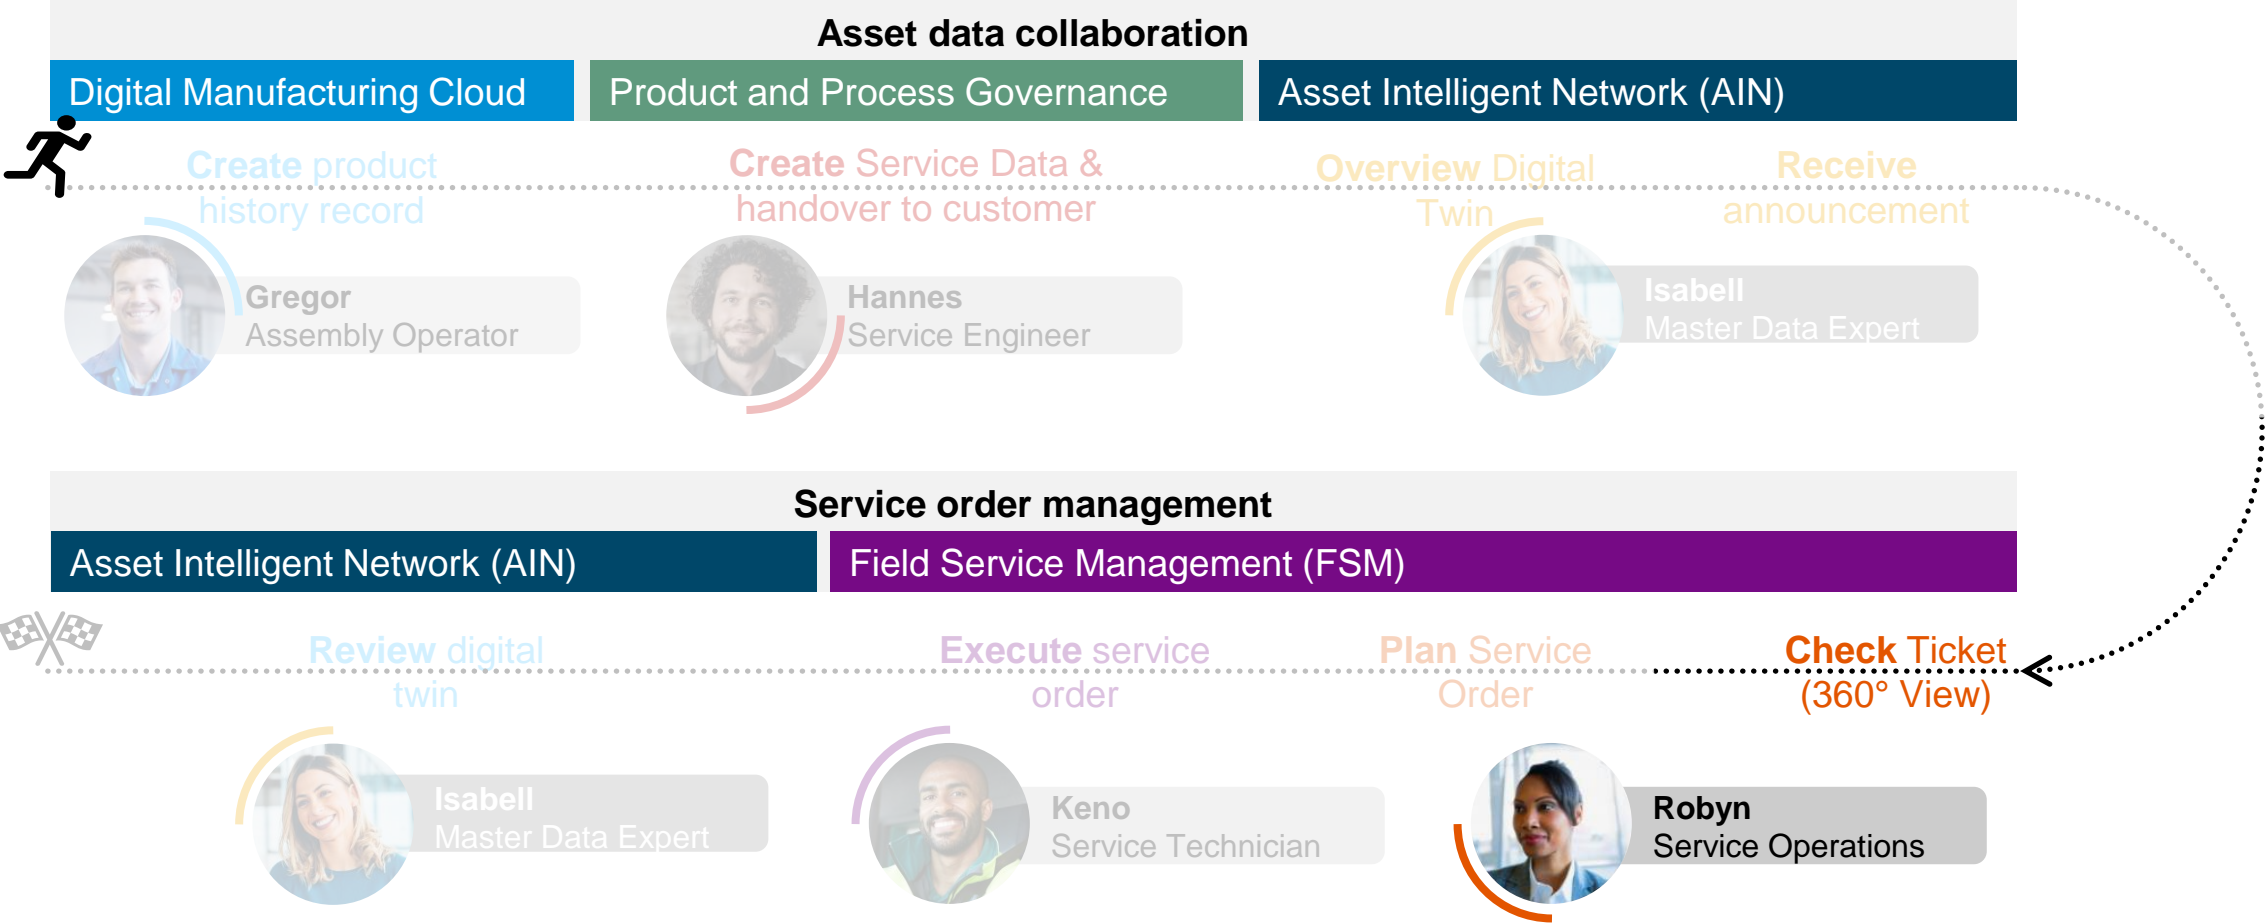 Asset data collaboration
Digital Manufacturing Cloud
Product and Process Governance
Asset Intelligent Network (AIN)
Create product
history record
Create Service Data &
handover to customer
Overview Digital
Twin
Receive
announcement
Gregor
Assembly Operator
Hannes
Service Engineer
Isabell
Master Data Expert
Service order management
Asset Intelligent Network (AIN)
Field Service Management (FSM)
Review digital
twin
Execute service
order
Plan Service
Order
Check Ticket
(360° View)
Isabell
Master Data Expert
Keno
Service Technician
Robyn
Service Operations